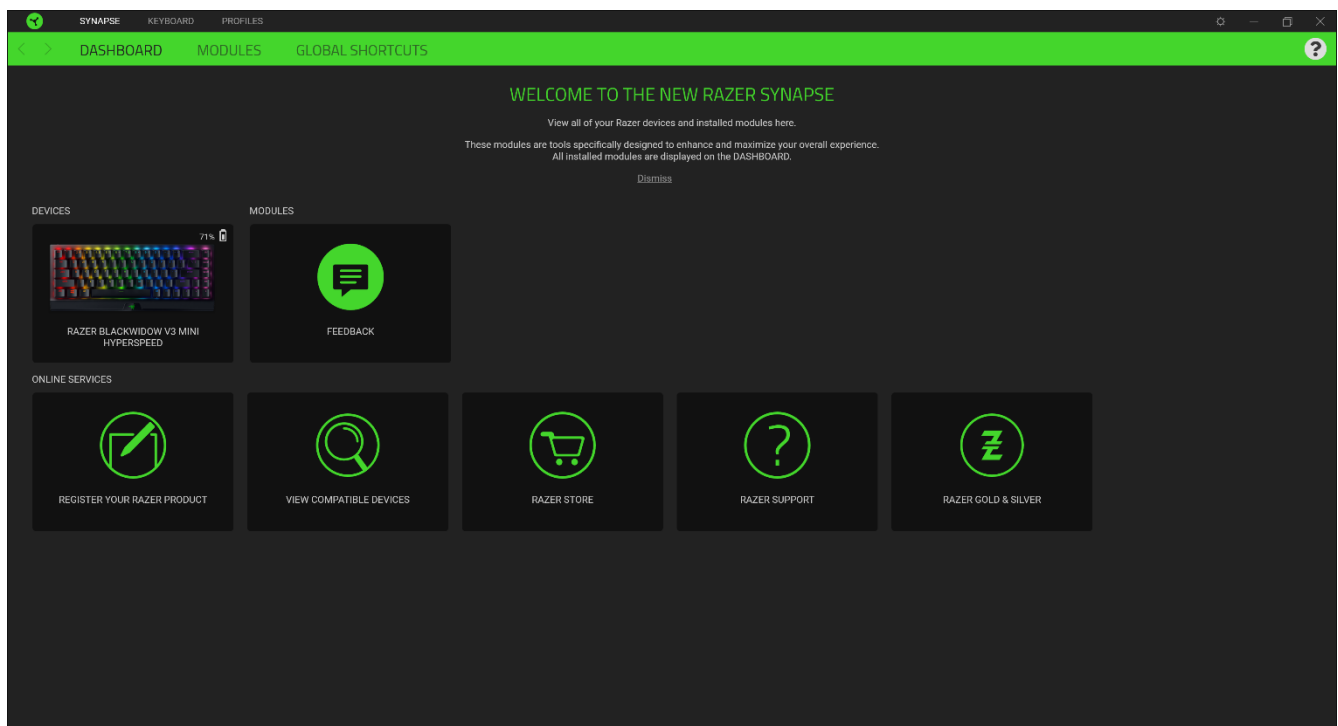 SYNAPSE KEYBOARD PROFILES
DASHBOARD MODULES GLOBAL SHORTCUTS
?
WELCOME TO THE NEW RAZER SYNAPSE
View all of your Razer devices and installed modules here.
These modules are tools specifically designed to enhance and maximize your overall experience.
All installed modules are displayed on the DASHBOARD.
Dismiss
DEVICES MODULES
71%
RAZER BLACKWIDOW V3 MINI
HYPERSPEED
FEEDBACK
ONLINE SERVICES
REGISTER YOUR RAZER PRODUCT
VIEW COMPATIBLE DEVICES
RAZER STORE
?
RAZER SUPPORT
RAZER GOLD & SILVER